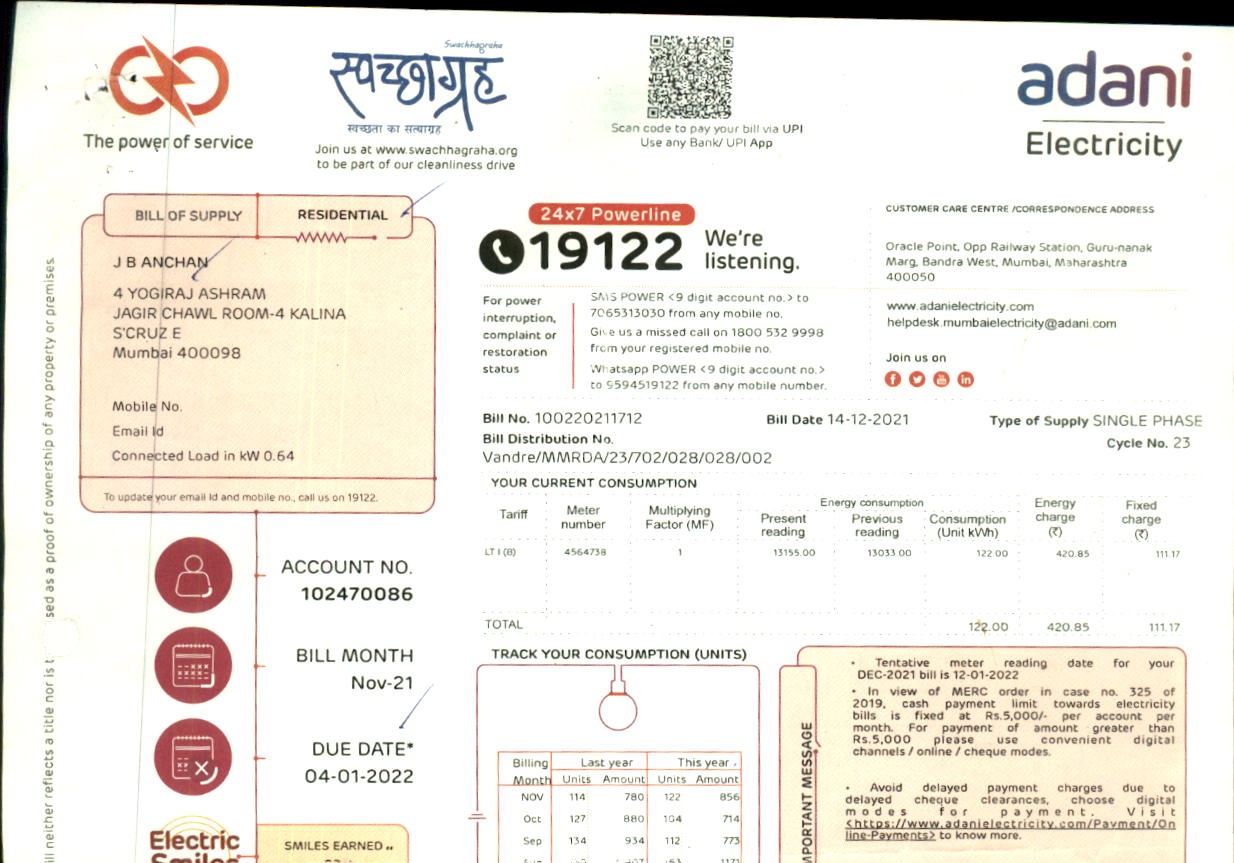 The power of service
Swachhagraha
स्वच्छाग्रह
स्वच्छता का सत्याग्रह
Join us at www.swachhagraha.org
to be part of our cleanliness drive
Scan code to pay your bill via UPI
Use any Bank/ UPI App
adani
Electricity
BILL OF SUPPLY RESIDENTIAL
J B ANCHAN
4 YOGIRAJ ASHRAM
JAGIR CHAWL ROOM-4 KALINA
S'CRUZ E
Mumbai 400098
Mobile No.
Email Id
Connected Load in kW 0.64
To update your email Id and mobile no., call us on 19122.
24x7 Powerline
19122 We're
listening.
For power
interruption,
complaint or
restoration
status
SMS POWER <9 digit account no.> to
7065313030 from any mobile no.
Give us a missed call on 1800 532 9998
from your registered mobile no.
Whatsapp POWER <9 digit account no.>
to 9594519122 from any mobile number.
CUSTOMER CARE CENTRE /CORRESPONDENCE ADDRESS
Oracle Point, Opp Railway Station, Guru-nanak
Marg, Bandra West, Mumbai, Maharashtra
400050
www.adanielectricity.com
helpdesk.mumbaielectricity@adani.com
Join us on
Bill No. 100220211712 Bill Date 14-12-2021 Type of Supply SINGLE PHASE
Bill Distribution No. Cycle No. 23
Vandre/MMRDA/23/702/028/028/002
YOUR CURRENT CONSUMPTION
Tariff Meter number Multiplying Factor (MF) Energy consumption Present reading Previous reading Consumption (Unit kWh) Energy charge (₹) Fixed charge (₹)
LT I (B) 4564738 1 13155.00 13033.00 122.00 420.85 111.17
TOTAL 122.00 420.85 111.17
ACCOUNT NO.
102470086
BILL MONTH
Nov-21
DUE DATE*
04-01-2022
Electric
Smiles
SMILES EARNED
TRACK YOUR CONSUMPTION (UNITS)
Billing Last year This year
Month Units Amount Units Amount
NOV 114 780 122 856
Oct 127 880 104 714
Sep 134 934 112 773
163 1171
IMPORTANT MESSAGE
• Tentative meter reading date for your
DEC-2021 bill is 12-01-2022
• In view of MERC order in case no. 325 of
2019, cash payment limit towards electricity
bills is fixed at Rs.5,000/- per account per
month. For payment of amount greater than
Rs.5,000 please use convenient digital
channels / online / cheque modes.
• Avoid delayed payment charges due to
delayed cheque clearances, choose digital
modes for payment. Visit
<https://www.adanielectricity.com/Payment/On
line-Payments> to know more.
ill neither reflects a title nor is sed as a proof of ownership of any property or premises.